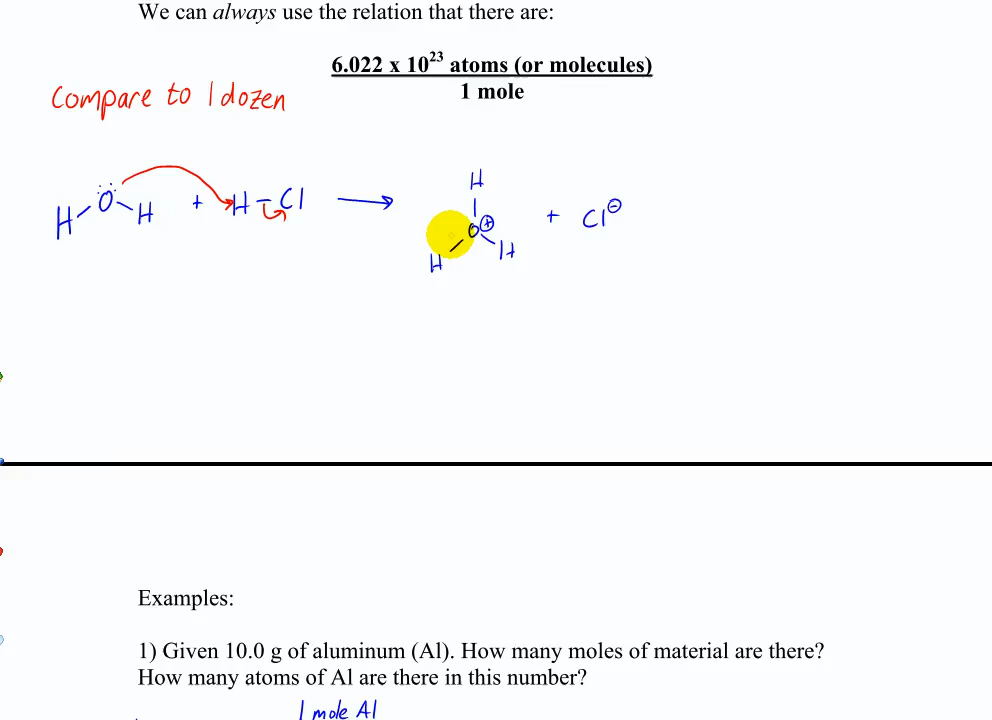 We can always use the relation that there are:
6.022 x 10²³ atoms (or molecules)
1 mole
Compare to 1 dozen
H
H–Ö–H + H–Cl → O⊕ + Cl⊖
H H
Examples:
1) Given 10.0 g of aluminum (Al). How many moles of material are there?
How many atoms of Al are there in this number?
1 mole Al